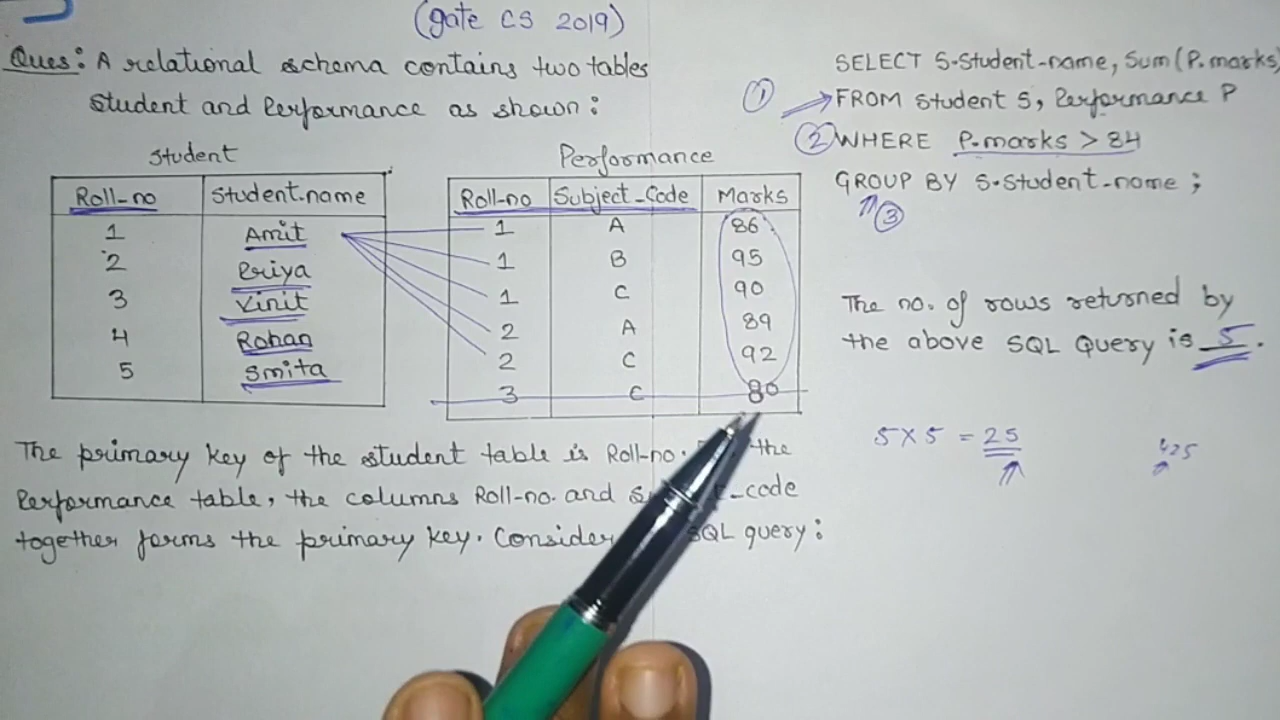 (gate CS 2019)
Ques: A relational schema contains two tables
Student and Performance as shown:
Student
Roll-no Student-name
1 Amit
2 Priya
3 Vinit
4 Rohan
5 Smita
Performance
Roll-no Subject_Code Marks
1 A 86
1 B 95
1 C 90
2 A 89
2 C 92
3 C 80
The primary key of the student table is Roll-no. the
Performance table, the columns Roll-no. and code
together forms the primary key. Consider SQL query:
SELECT S.Student-name, Sum(P.marks)
① FROM Student S, Performance P
② WHERE P.marks > 84
GROUP BY S.Student-name;
③
The no. of rows returned by
the above SQL Query is 5.
5 × 5 = 25